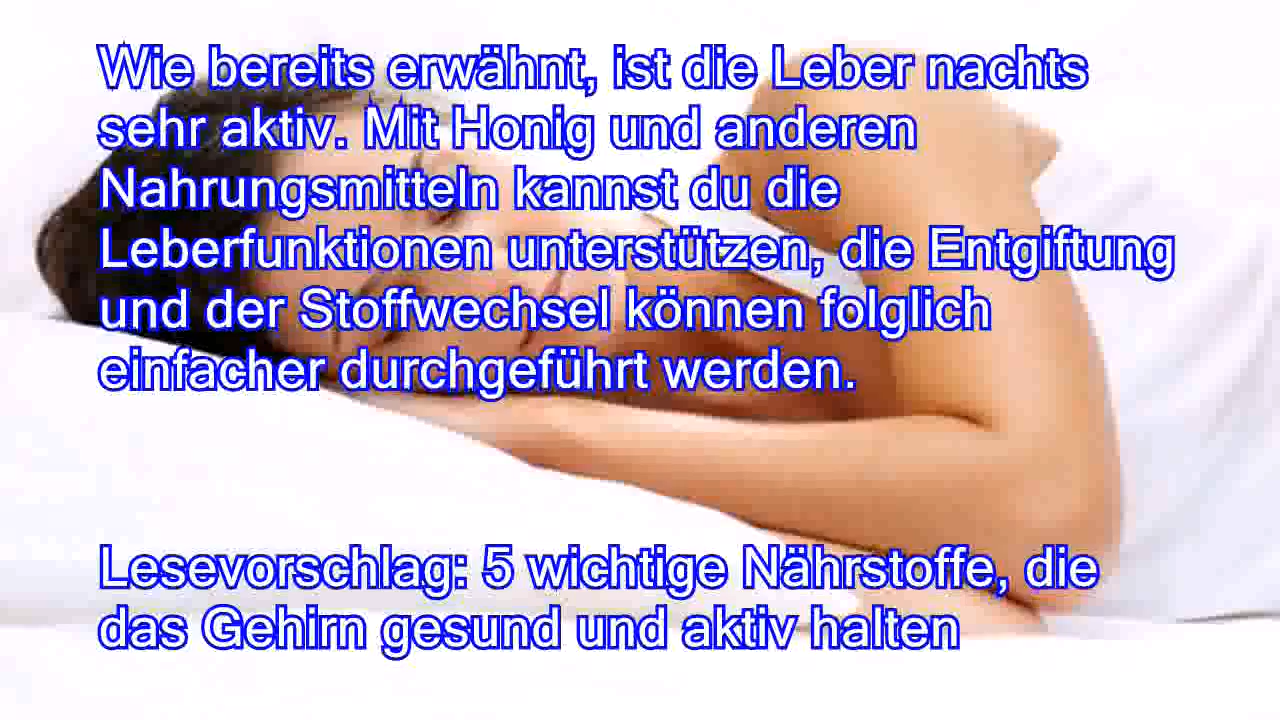 Wie bereits erwähnt, ist die Leber nachts
sehr aktiv. Mit Honig und anderen
Nahrungsmitteln kannst du die
Leberfunktionen unterstützen, die Entgiftung
und der Stoffwechsel können folglich
einfacher durchgeführt werden.
Lesevorschlag: 5 wichtige Nährstoffe, die
das Gehirn gesund und aktiv halten